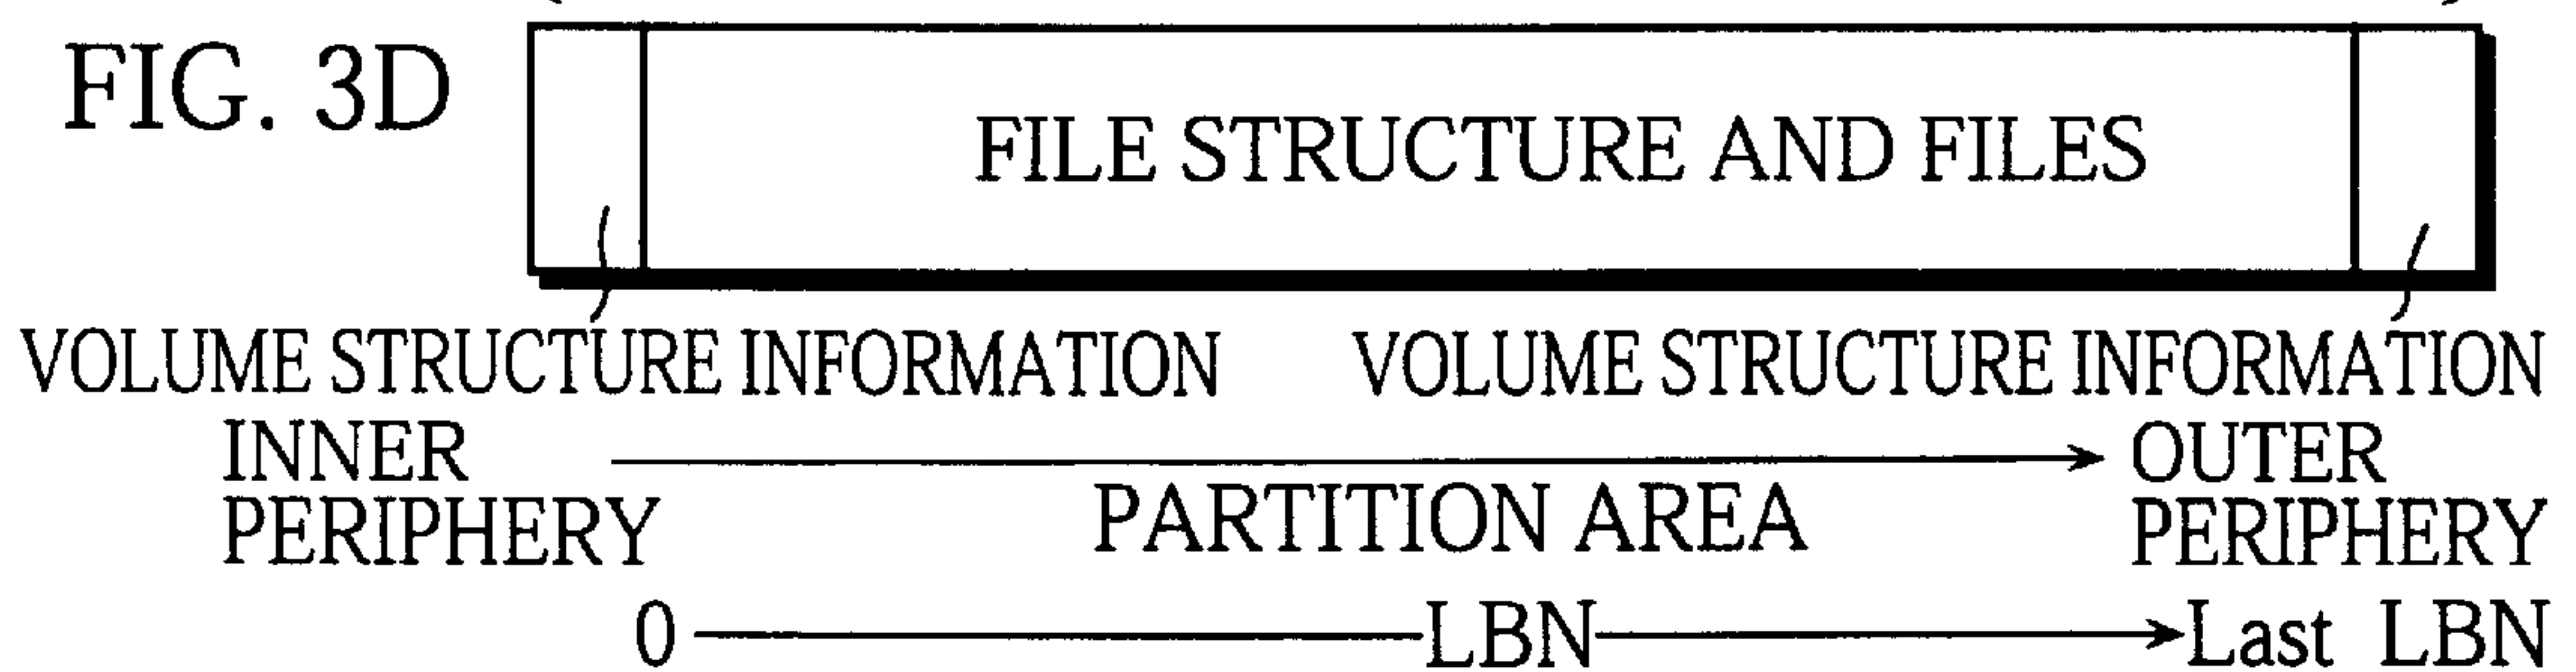 FIG. 3D
FILE STRUCTURE AND FILES
VOLUME STRUCTURE INFORMATION VOLUME STRUCTURE INFORMATION
INNER PERIPHERY
OUTER PERIPHERY
PARTITION AREA
0 LBN Last LBN